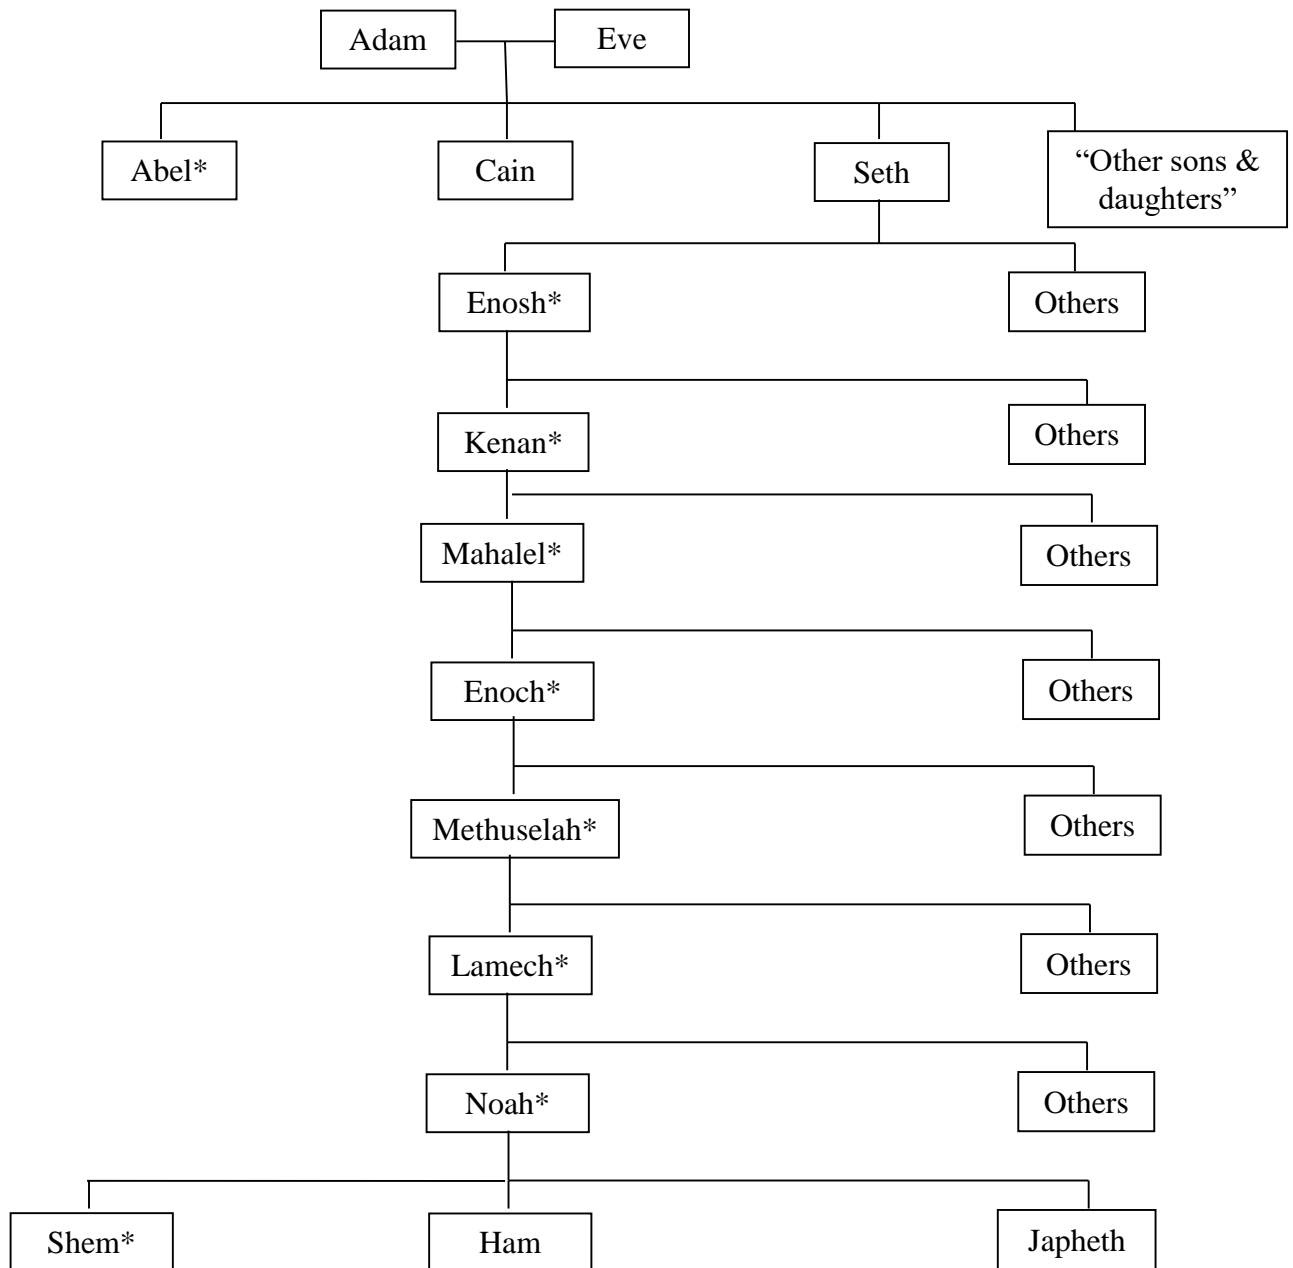 Adam
Eve
Abel*
Cain
Seth
“Other sons &
daughters”
Enosh*
Others
Kenan*
Others
Mahalel*
Others
Enoch*
Others
Methuselah*
Others
Lamech*
Others
Noah*
Others
Shem*
Ham
Japheth